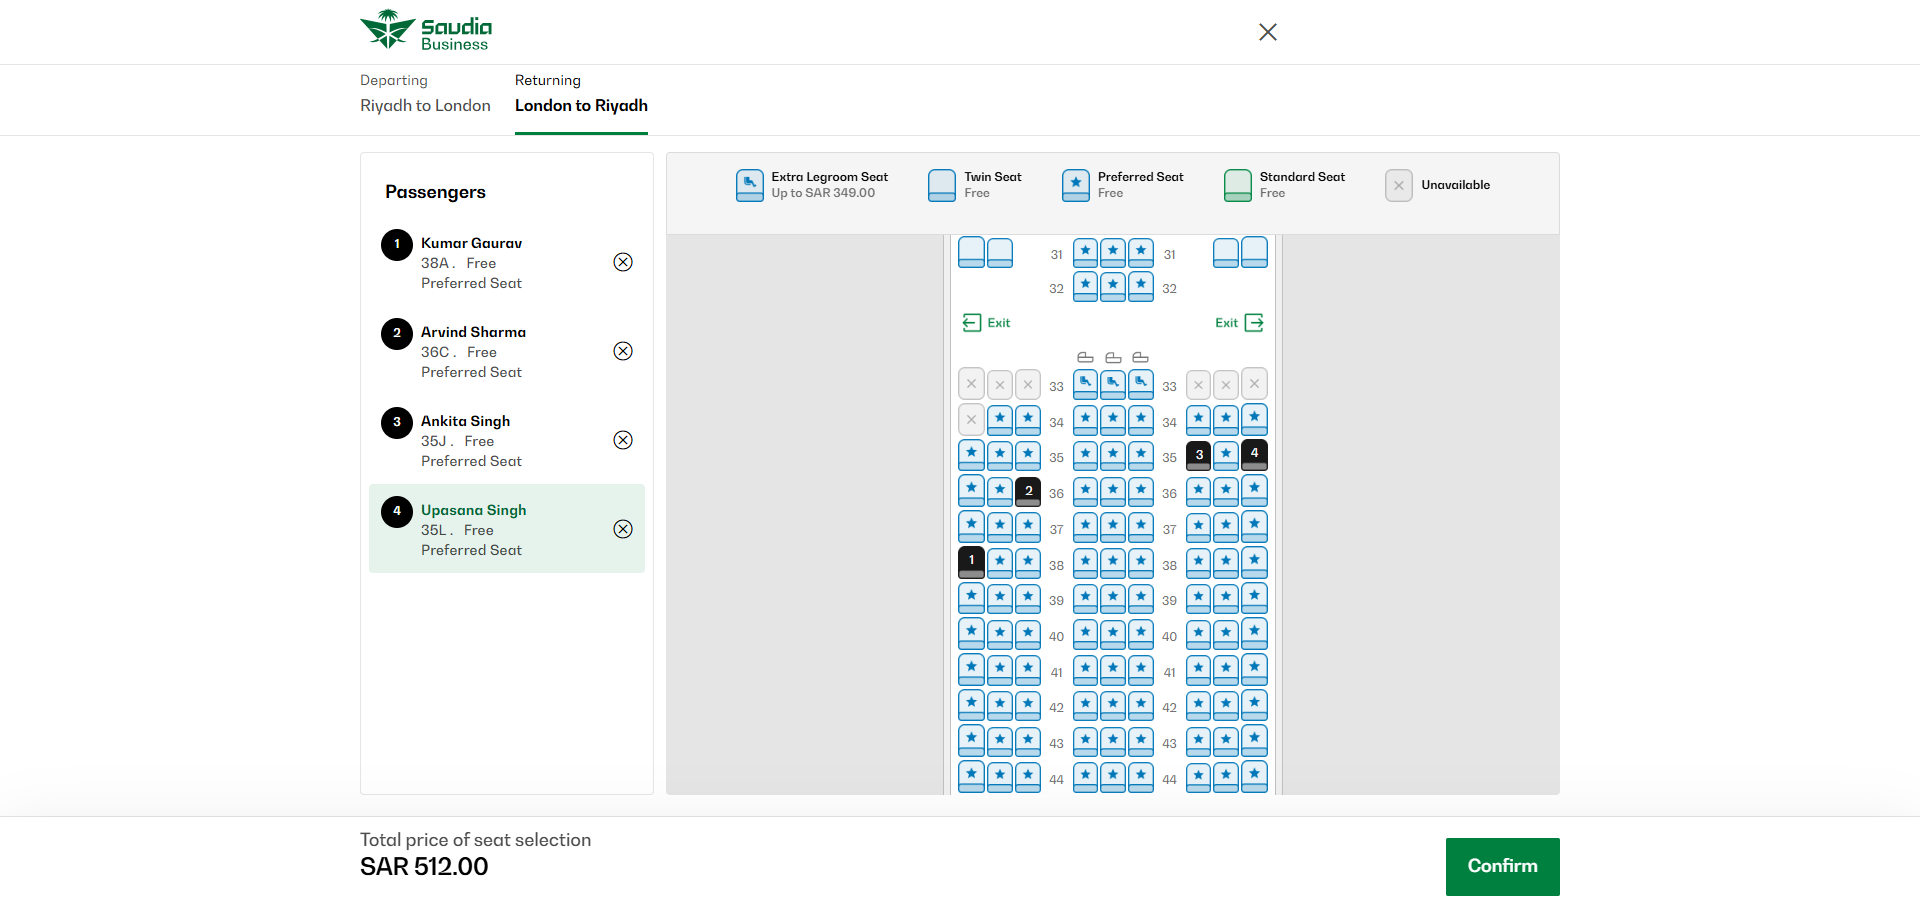 Saudia
Business
Departing
Riyadh to London
Returning
London to Riyadh
Passengers
1
Kumar Gaurav
38A . Free
Preferred Seat
2
Arvind Sharma
36C . Free
Preferred Seat
3
Ankita Singh
35J . Free
Preferred Seat
4
Upasana Singh
35L . Free
Preferred Seat
Extra Legroom Seat
Up to SAR 349.00
Twin Seat
Free
Preferred Seat
Free
Standard Seat
Free
Unavailable
31 31
32 32
Exit Exit
33 33
34 34
35 3 35 4
2 36 36
37 37
1 38 38
39 39
40 40
41 41
42 42
43 43
44 44
Total price of seat selection
SAR 512.00
Confirm